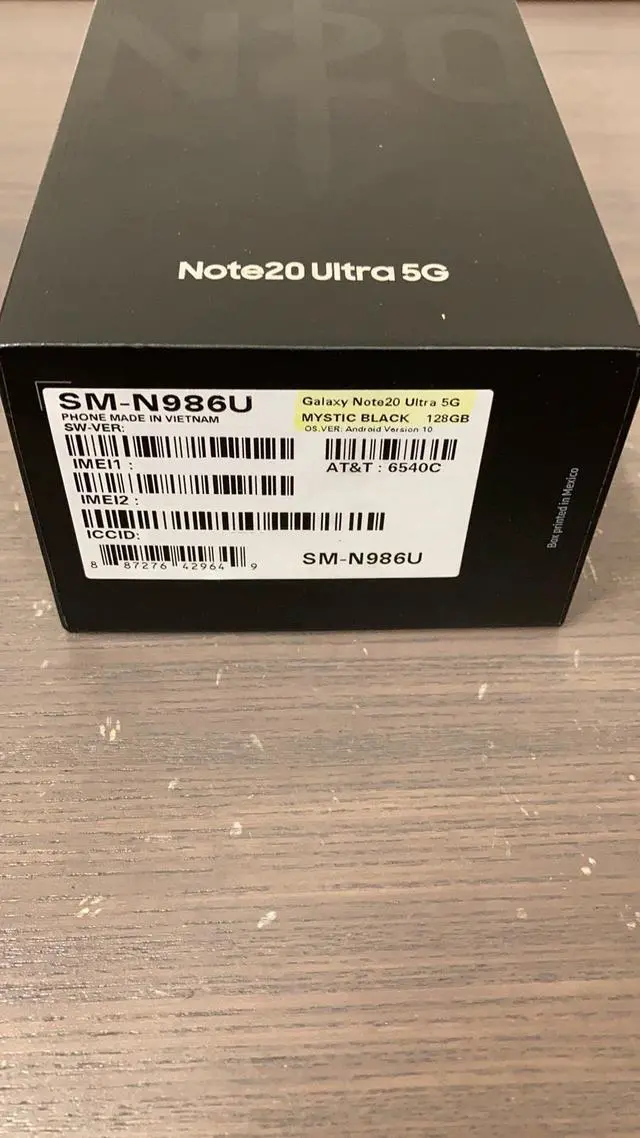 N20
Note20 Ultra 5G
SM-N986U
PHONE MADE IN VIETNAM
SW-VER:
Galaxy Note20 Ultra 5G
MYSTIC BLACK 128GB
OS.VER: Android Version 10
IMEI1 :
AT&T : 6540C
IMEI2 :
ICCID:
8 87276 42964 9
SM-N986U
Box printed in Mexico